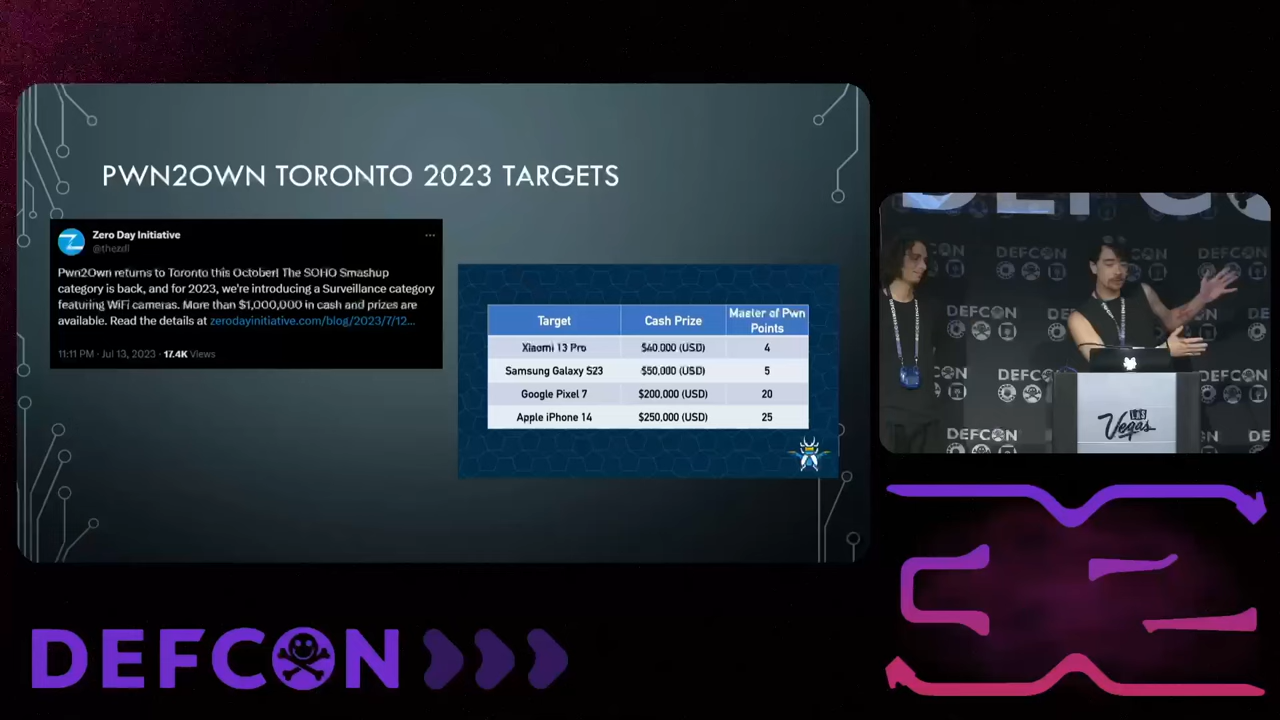 PWN2OWN TORONTO 2023 TARGETS
Zero Day Initiative
@thezdi
Pwn2Own returns to Toronto this October! The SOHO Smashup
category is back, and for 2023, we're introducing a Surveillance category
featuring WiFi cameras. More than $1,000,000 in cash and prizes are
available. Read the details at zerodayinitiative.com/blog/2023/7/12...
11:11 PM · Jul 13, 2023 · 17.4K Views
Target Cash Prize Master of Pwn Points
Xiaomi 13 Pro $40,000 (USD) 4
Samsung Galaxy S23 $50,000 (USD) 5
Google Pixel 7 $200,000 (USD) 20
Apple iPhone 14 $250,000 (USD) 25
DEFCON
DEFCON
DEFCON
DEFCON
DEFCON
LAS
Vegas
DEFCON